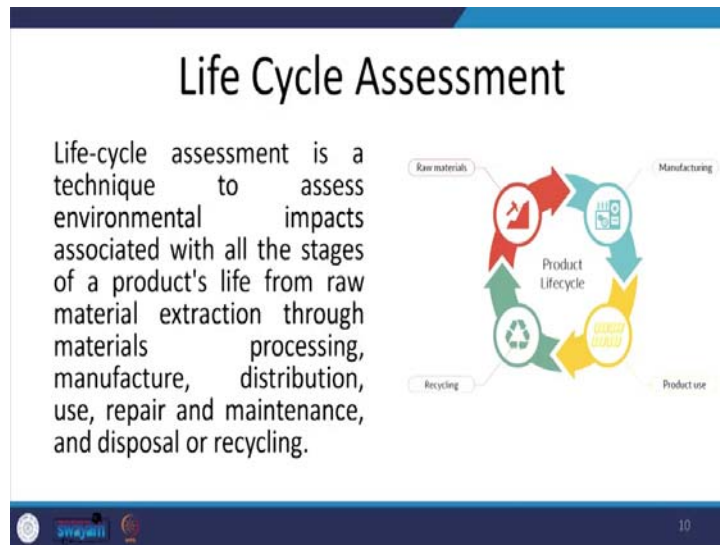 Life Cycle Assessment
Life-cycle assessment is a
technique to assess
environmental impacts
associated with all the stages
of a product's life from raw
material extraction through
materials processing,
manufacture, distribution,
use, repair and maintenance,
and disposal or recycling.
Raw materials
Manufacturing
Product
Lifecycle
Recycling
Product use
swayam
10